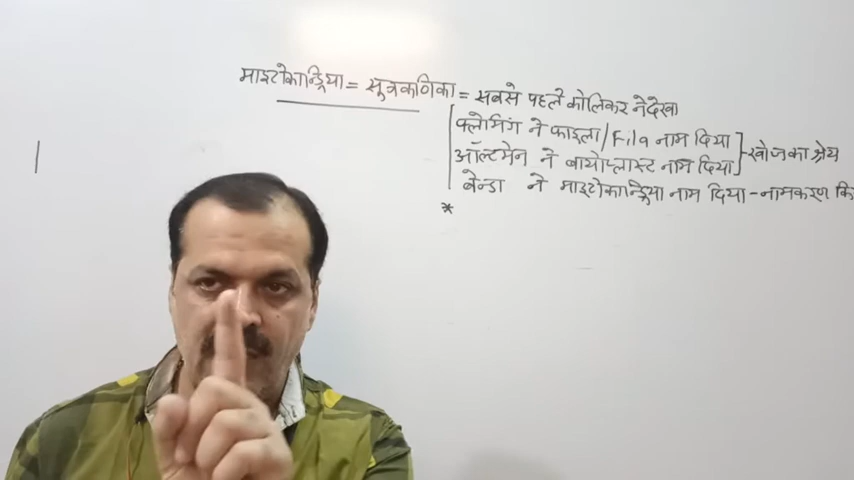 माइटोकान्ड्रिया = सूत्रकणिका = सबसे पहले कोलिकर ने देखा
फ्लेमिंग ने फाइला/Fila नाम दिया
ऑल्टमेन ने बायोप्लास्ट नाम दिया - खोज का श्रेय
बेन्डा ने माइटोकान्ड्रिया नाम दिया - नामकरण कि
*